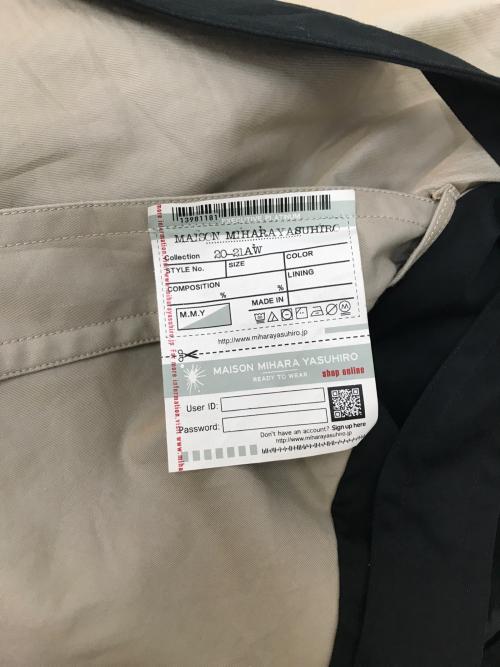 13981181
MAISON MIHARAYASUHIRO
Collection 20-21AW
STYLE No. SIZE COLOR
COMPOSITION LINING
% %
MADE IN
M.M.Y
http://www.miharayasuhiro.jp
MAISON MIHARA YASUHIRO
READY TO WEAR
shop online
User ID:
Password:
Don't have an account? Sign up here
http://www.miharayasuhiro.jp